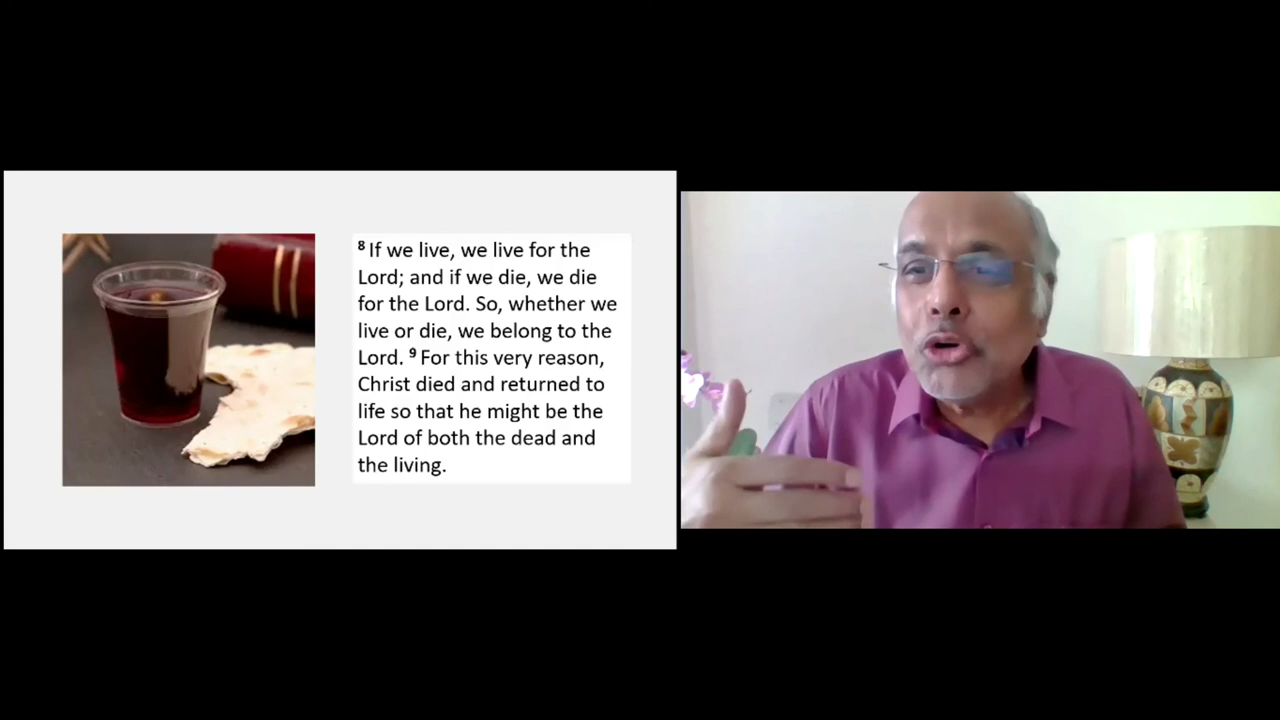 ⁸ If we live, we live for the
Lord; and if we die, we die
for the Lord. So, whether we
live or die, we belong to the
Lord. ⁹ For this very reason,
Christ died and returned to
life so that he might be the
Lord of both the dead and
the living.